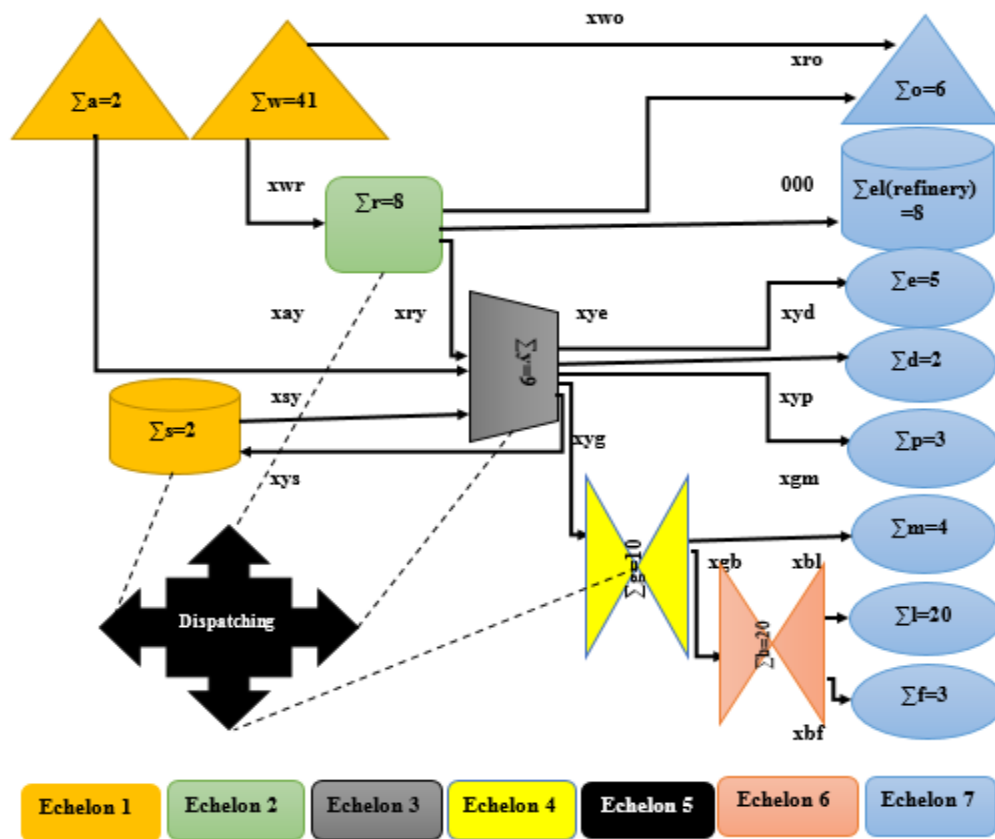 xwo
xro
∑a=2
∑w=41
∑o=6
xwr
∑r=8
000
∑el(refinery)
=8
∑e=5
xay
xry
xye
xyd
∑y=9
∑d=2
xsy
xyp
∑s=2
xyg
∑p=3
xys
xgm
∑m=4
∑g=10
xgb
xbl
Dispatching
∑b=20
∑l=20
∑f=3
xbf
Echelon 1
Echelon 2
Echelon 3
Echelon 4
Echelon 5
Echelon 6
Echelon 7